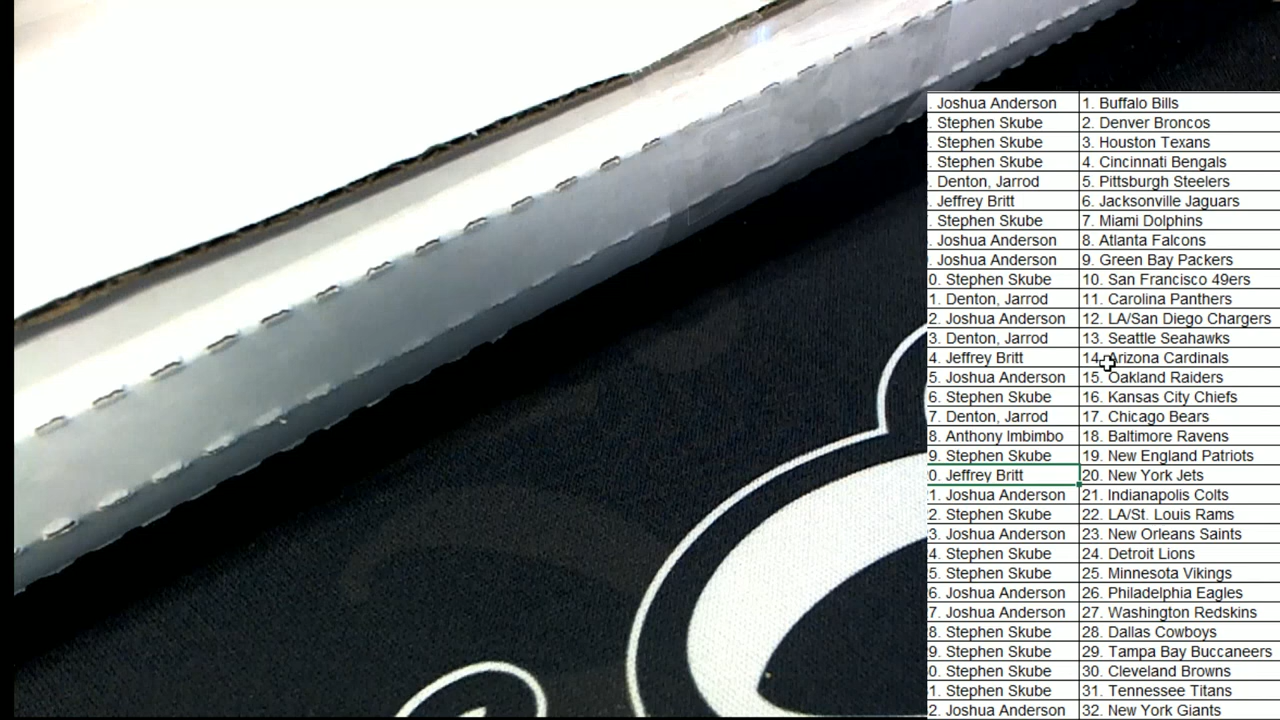 . Joshua Anderson 1. Buffalo Bills
. Stephen Skube 2. Denver Broncos
. Stephen Skube 3. Houston Texans
. Stephen Skube 4. Cincinnati Bengals
. Denton, Jarrod 5. Pittsburgh Steelers
. Jeffrey Britt 6. Jacksonville Jaguars
. Stephen Skube 7. Miami Dolphins
. Joshua Anderson 8. Atlanta Falcons
. Joshua Anderson 9. Green Bay Packers
0. Stephen Skube 10. San Francisco 49ers
1. Denton, Jarrod 11. Carolina Panthers
2. Joshua Anderson 12. LA/San Diego Chargers
3. Denton, Jarrod 13. Seattle Seahawks
4. Jeffrey Britt 14. Arizona Cardinals
5. Joshua Anderson 15. Oakland Raiders
6. Stephen Skube 16. Kansas City Chiefs
7. Denton, Jarrod 17. Chicago Bears
8. Anthony Imbimbo 18. Baltimore Ravens
9. Stephen Skube 19. New England Patriots
0. Jeffrey Britt 20. New York Jets
1. Joshua Anderson 21. Indianapolis Colts
2. Stephen Skube 22. LA/St. Louis Rams
3. Joshua Anderson 23. New Orleans Saints
4. Stephen Skube 24. Detroit Lions
5. Stephen Skube 25. Minnesota Vikings
6. Joshua Anderson 26. Philadelphia Eagles
7. Joshua Anderson 27. Washington Redskins
8. Stephen Skube 28. Dallas Cowboys
9. Stephen Skube 29. Tampa Bay Buccaneers
0. Stephen Skube 30. Cleveland Browns
1. Stephen Skube 31. Tennessee Titans
2. Joshua Anderson 32. New York Giants